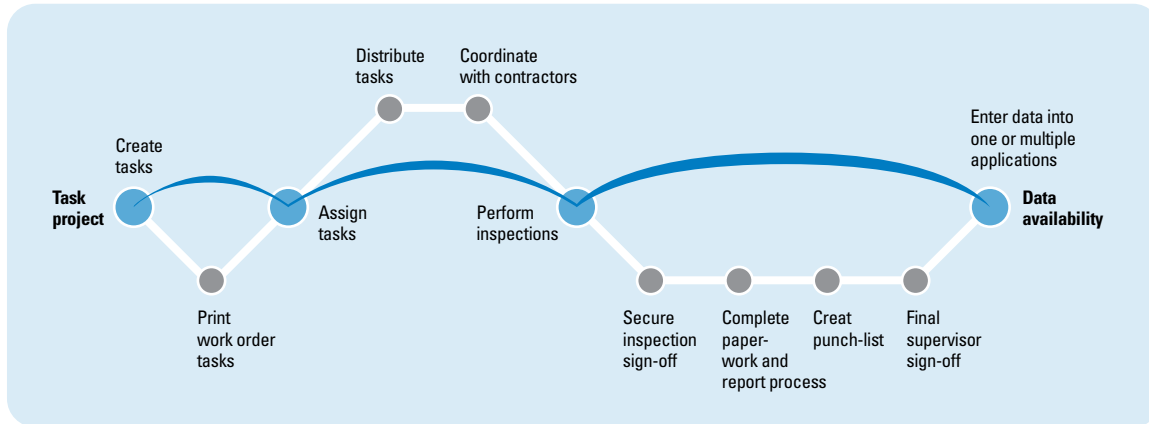 Distribute
tasks
Coordinate
with contractors
Enter data into
one or multiple
applications
Create
tasks
Task
project
Assign
tasks
Perform
inspections
Data
availability
Print
work order
tasks
Secure
inspection
sign-off
Complete
paper-
work and
report process
Creat
punch-list
Final
supervisor
sign-off